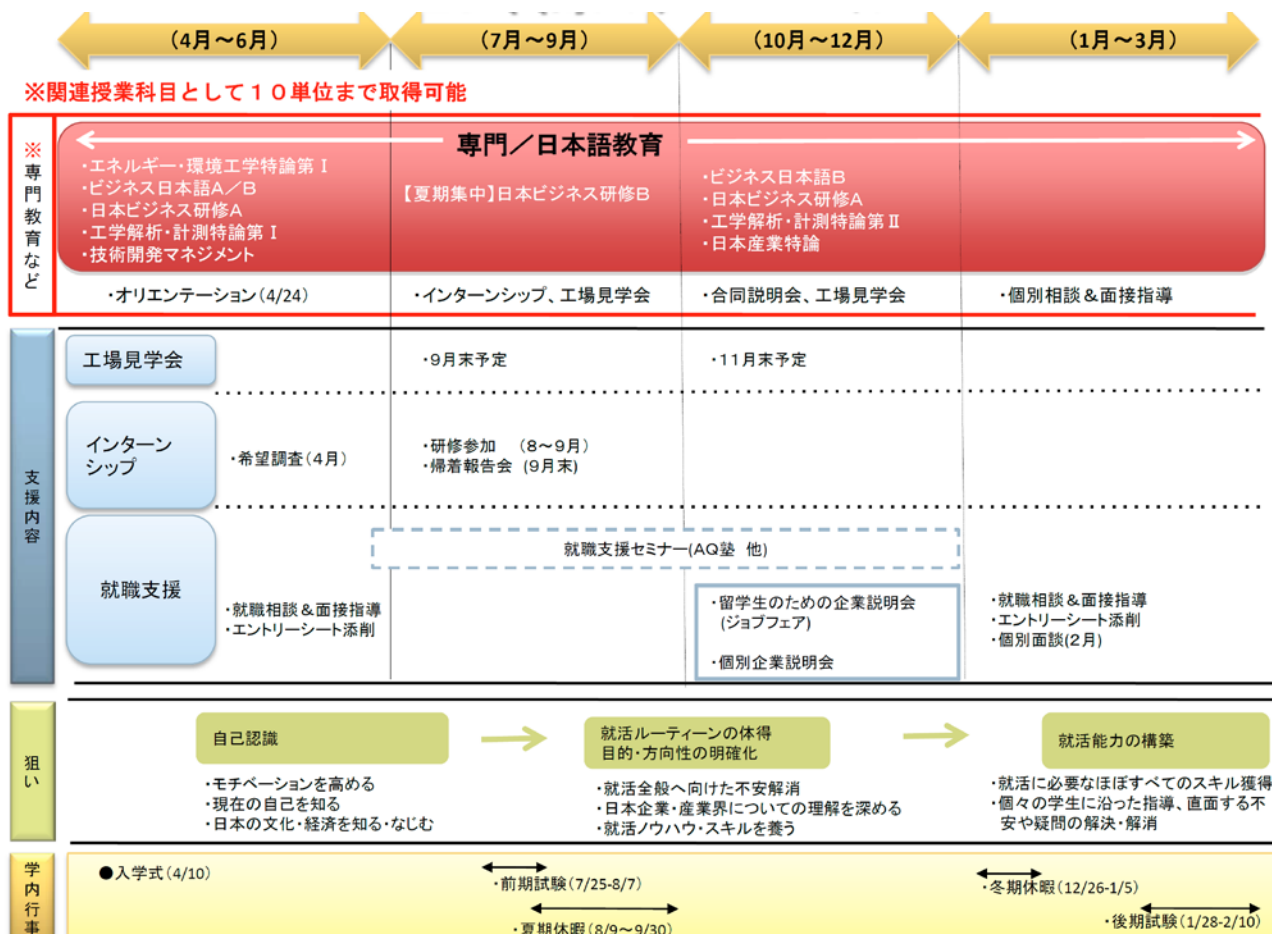 (4月～6月)
(7月～9月)
(10月～12月)
(1月～3月)
※関連授業科目として１０単位まで取得可能
※専門教育など
専門／日本語教育
・エネルギー・環境工学特論第Ⅰ
・ビジネス日本語A／B
・日本ビジネス研修A
・工学解析・計測特論第Ⅰ
・技術開発マネジメント
【夏期集中】日本ビジネス研修B
・ビジネス日本語B
・日本ビジネス研修A
・工学解析・計測特論第Ⅱ
・日本産業特論
・オリエンテーション(4/24)
・インターンシップ、工場見学会
・合同説明会、工場見学会
・個別相談＆面接指導
支援内容
工場見学会
・9月末予定
・11月末予定
インターン
シップ
・希望調査(4月)
・研修参加　(8～9月)
・帰着報告会 (9月末)
就職支援
就職支援セミナー(AQ塾 他)
・就職相談＆面接指導
・エントリーシート添削
・留学生のための企業説明会
(ジョブフェア)
・個別企業説明会
・就職相談＆面接指導
・エントリーシート添削
・個別面談(2月)
狙い
自己認識
・モチベーションを高める
・現在の自己を知る
・日本の文化・経済を知る・なじむ
就活ルーティーンの体得
目的・方向性の明確化
・就活全般へ向けた不安解消
・日本企業・産業界についての理解を深める
・就活ノウハウ・スキルを養う
就活能力の構築
・就活に必要なほぼすべてのスキル獲得
・個々の学生に沿った指導、直面する不
安や疑問の解決・解消
学内行事
●入学式(4/10)
・前期試験(7/25-8/7)
・夏期休暇(8/9～9/30)
・冬期休暇(12/26-1/5)
・後期試験(1/28-2/10)